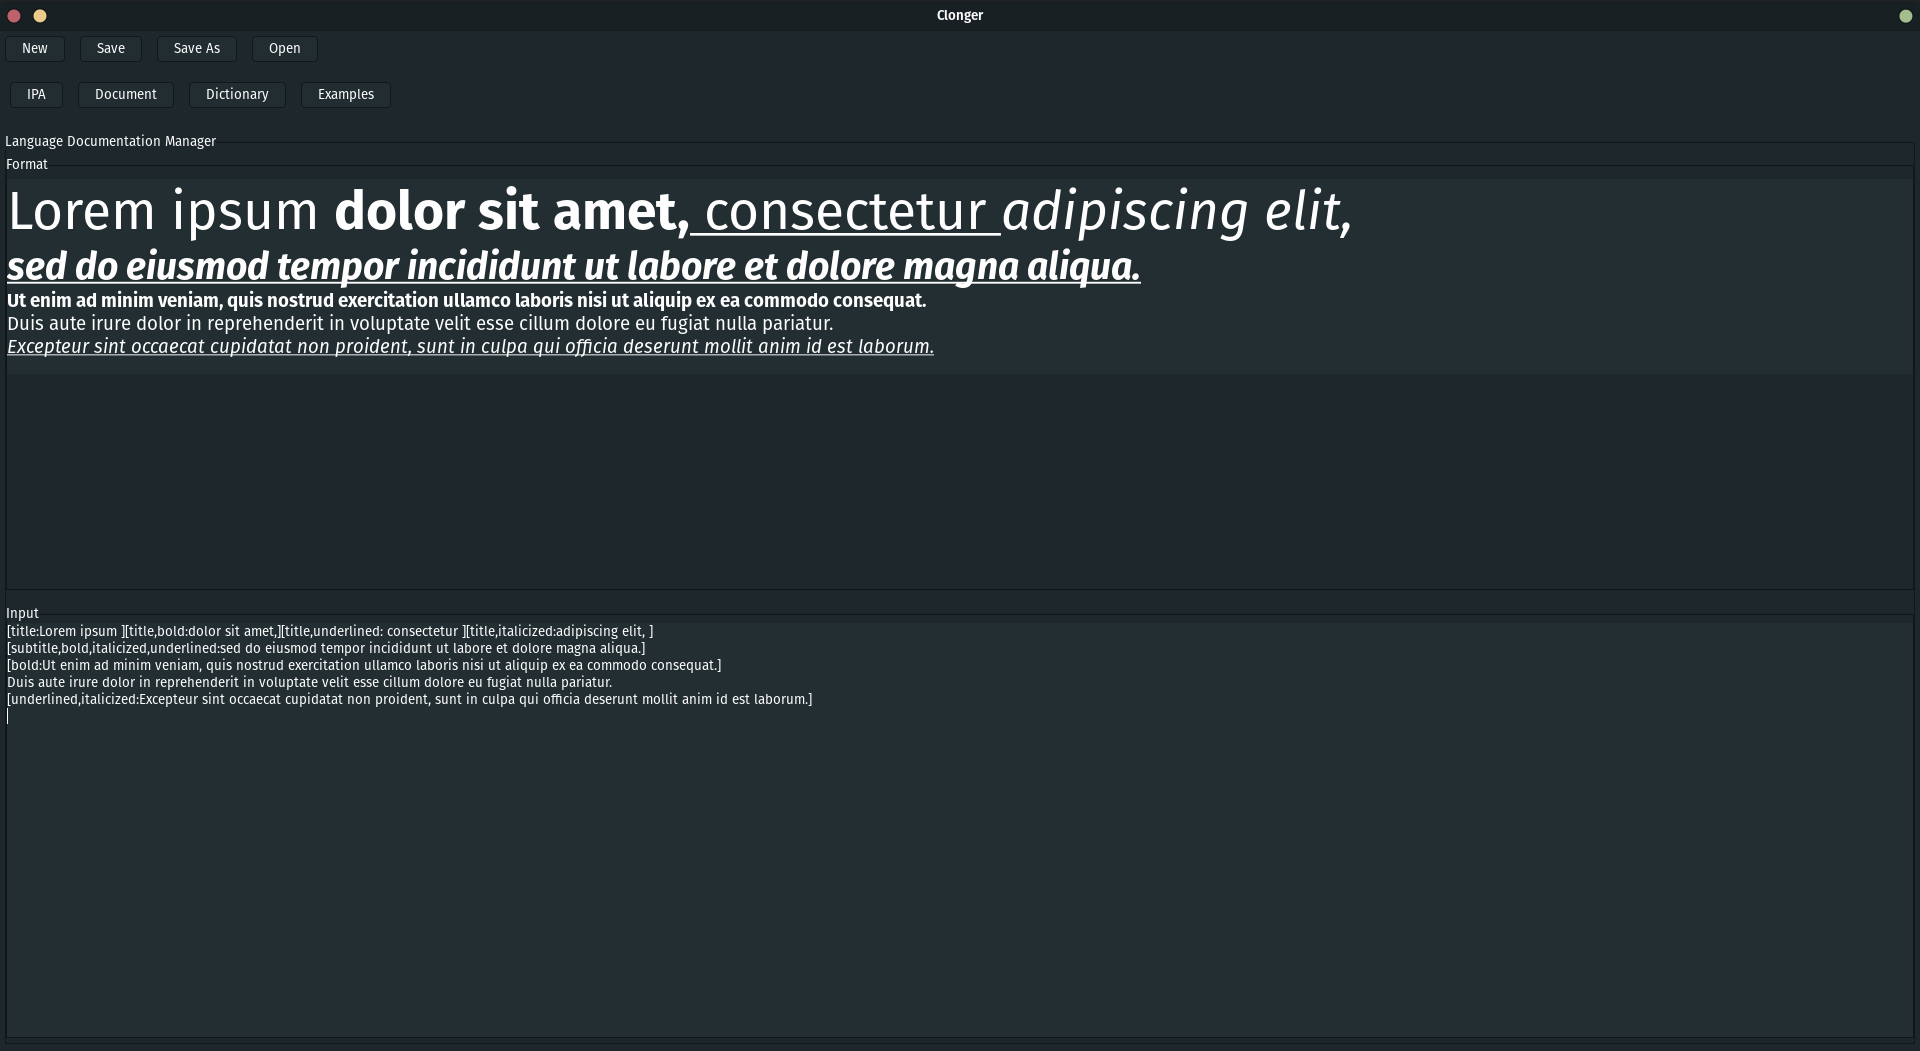 Clonger
New Save Save As Open
IPA Document Dictionary Examples
Language Documentation Manager
Format
Lorem ipsum dolor sit amet, consectetur adipiscing elit,
sed do eiusmod tempor incididunt ut labore et dolore magna aliqua.
Ut enim ad minim veniam, quis nostrud exercitation ullamco laboris nisi ut aliquip ex ea commodo consequat.
Duis aute irure dolor in reprehenderit in voluptate velit esse cillum dolore eu fugiat nulla pariatur.
Excepteur sint occaecat cupidatat non proident, sunt in culpa qui officia deserunt mollit anim id est laborum.
Input
[title:Lorem ipsum ][title,bold:dolor sit amet,][title,underlined: consectetur ][title,italicized:adipiscing elit, ]
[subtitle,bold,italicized,underlined:sed do eiusmod tempor incididunt ut labore et dolore magna aliqua.]
[bold:Ut enim ad minim veniam, quis nostrud exercitation ullamco laboris nisi ut aliquip ex ea commodo consequat.]
Duis aute irure dolor in reprehenderit in voluptate velit esse cillum dolore eu fugiat nulla pariatur.
[underlined,italicized:Excepteur sint occaecat cupidatat non proident, sunt in culpa qui officia deserunt mollit anim id est laborum.]